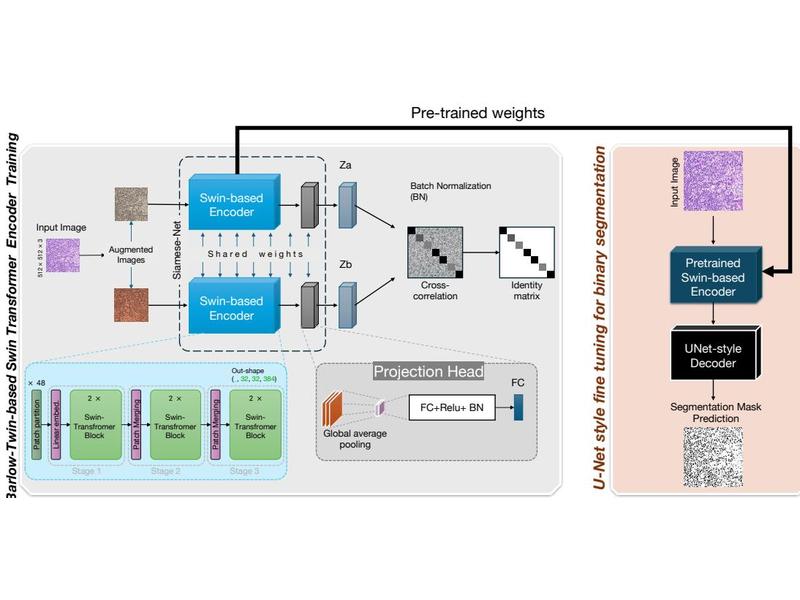 Pre-trained weights
Barlow-Twin-based Swin Transformer Encoder Training
Input Image
512 × 512 × 3
Augmented
Images
Siamese-Net
Swin-based
Encoder
Shared weights
Swin-based
Encoder
Za
Zb
Batch Normalization
(BN)
Cross-
correlation
Identity
matrix
× 48
Patch partition
Linear embed.
2 ×
Swin-
Transfromer
Block
Stage 1
Patch Merging
2 ×
Swin-
Transfromer
Block
Stage 2
Patch Merging
Out-shape
( , 32, 32, 384)
2 ×
Swin-
Transfromer
Block
Stage 3
Projection Head
Global average
pooling
FC+Relu+ BN
FC
U-Net style fine tuning for binary segmentation
Input Image
Pretrained
Swin-based
Encoder
UNet-style
Decoder
Segmentation Mask
Prediction